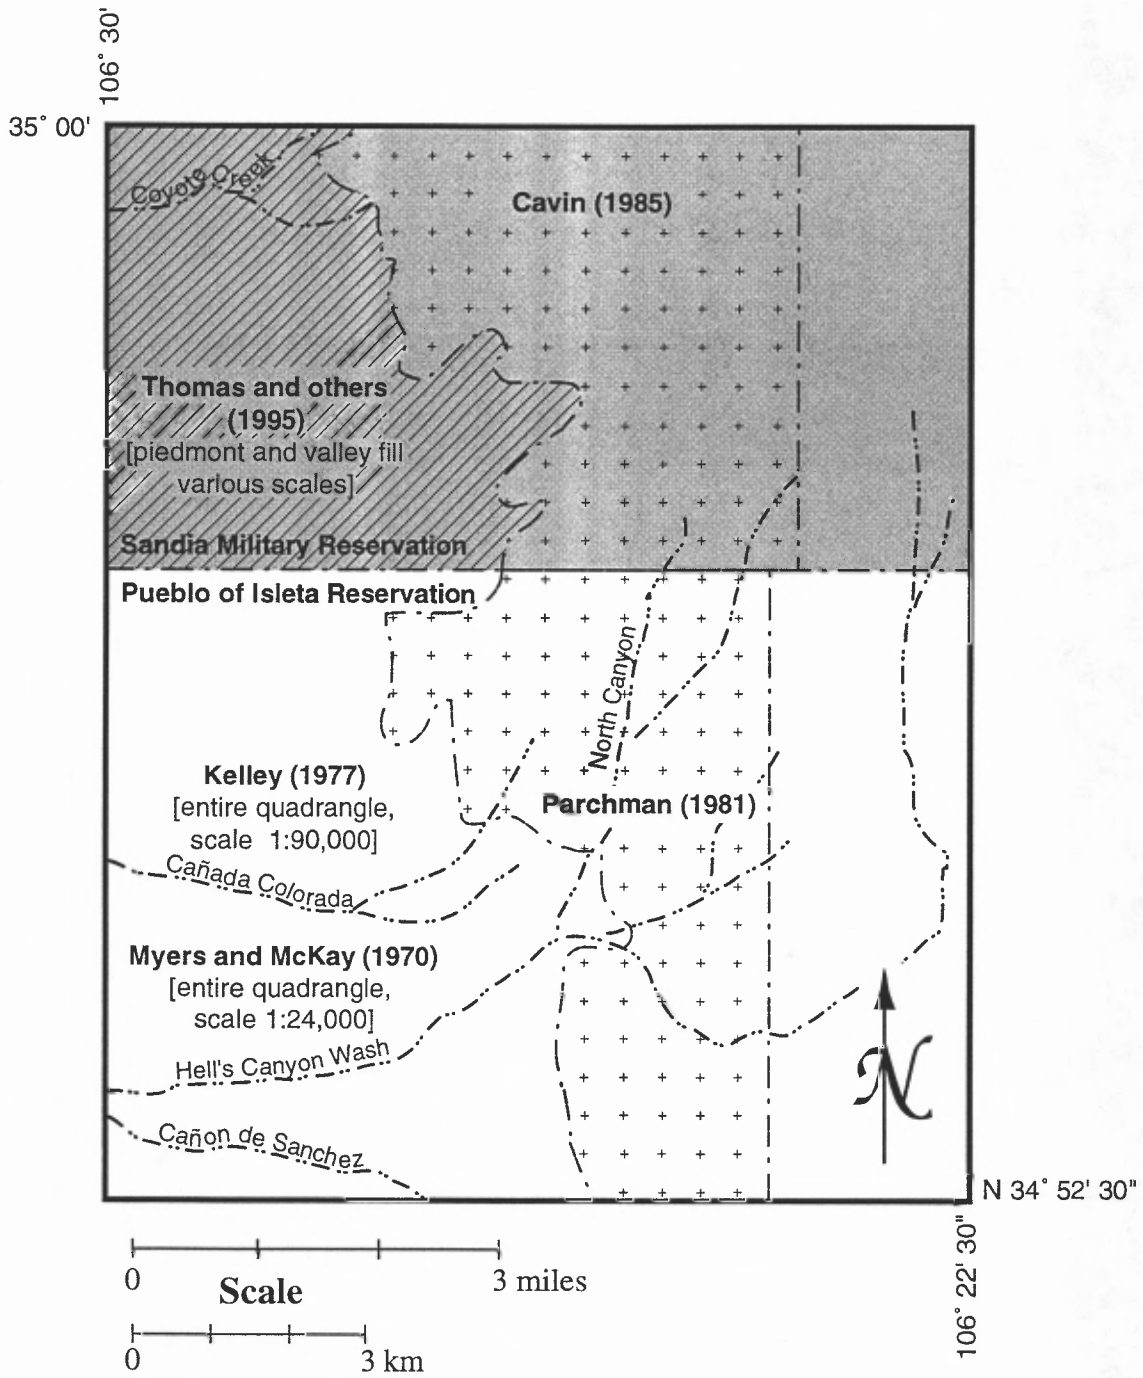 106° 30'
35° 00'
Coyote Creek
Cavin (1985)
Thomas and others
(1995)
[piedmont and valley fill
various scales]
Sandia Military Reservation
Pueblo of Isleta Reservation
North Canyon
Kelley (1977)
[entire quadrangle,
scale 1:90,000]
Parchman (1981)
Cañada Colorada
Myers and McKay (1970)
[entire quadrangle,
scale 1:24,000]
Hell's Canyon Wash
N
Cañon de Sanchez
N 34° 52' 30"
106° 22' 30"
0
3 miles
Scale
0
3 km